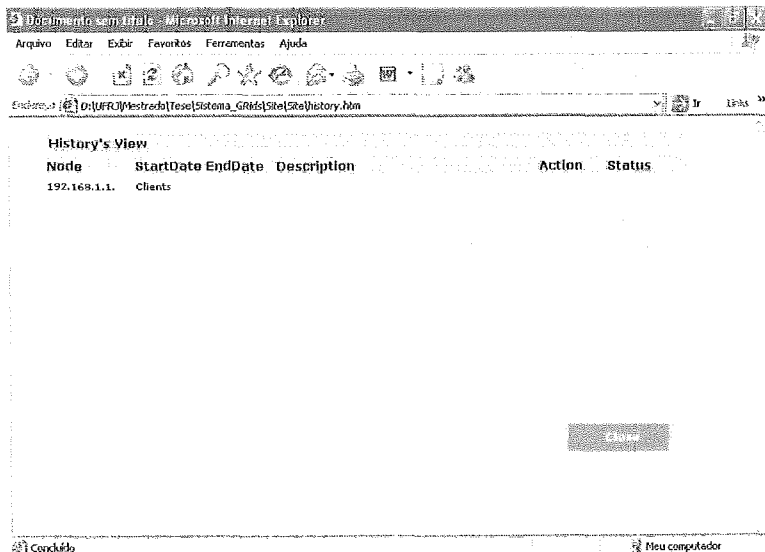 Documento sem título - Microsoft Internet Explorer
Arquivo Editar Exibir Favoritos Ferramentas Ajuda
Endereço D:\UFRJ\Mestrado\Tese\Sistema_GRids\Site\Site\history.htm Ir Links »
History's View
Node StartDate EndDate Description Action Status
192.168.1.1. Clients
Close
Concluído Meu computador